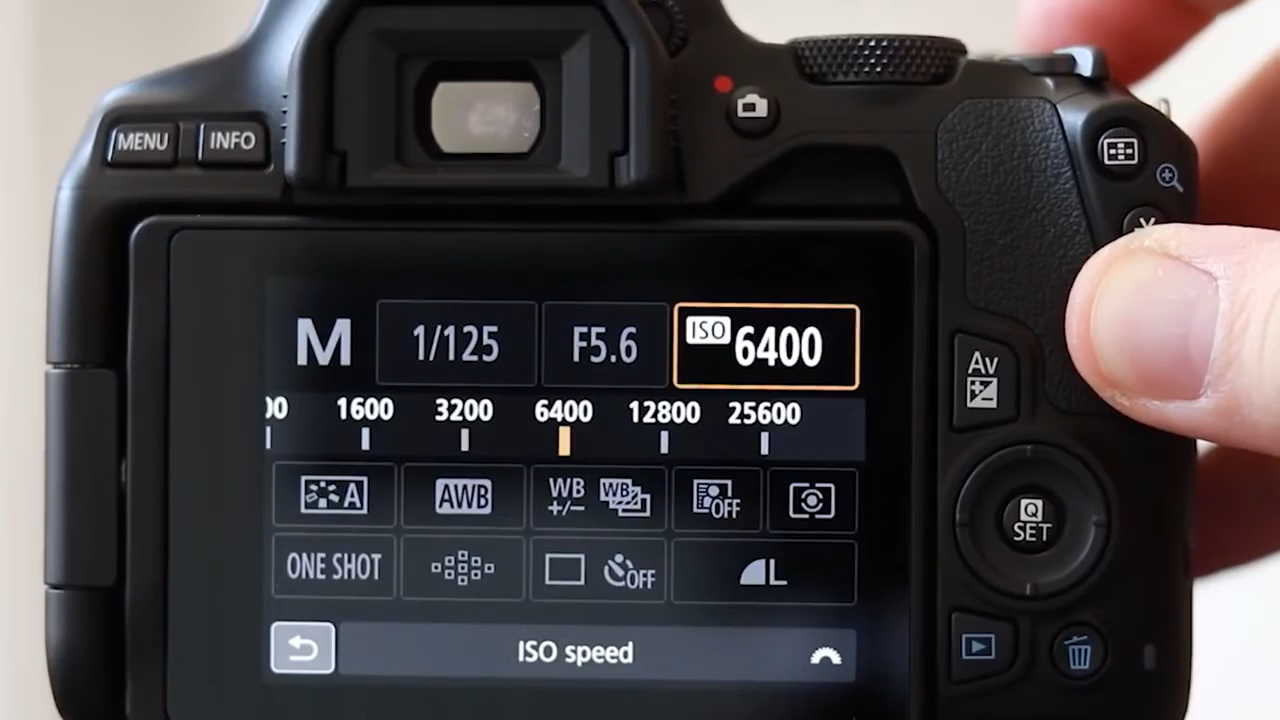 MENU INFO
M 1/125 F5.6 ISO 6400
00 1600 3200 6400 12800 25600
A AWB WB +/- WB OFF
ONE SHOT OFF L
ISO speed
Av
Q
SET